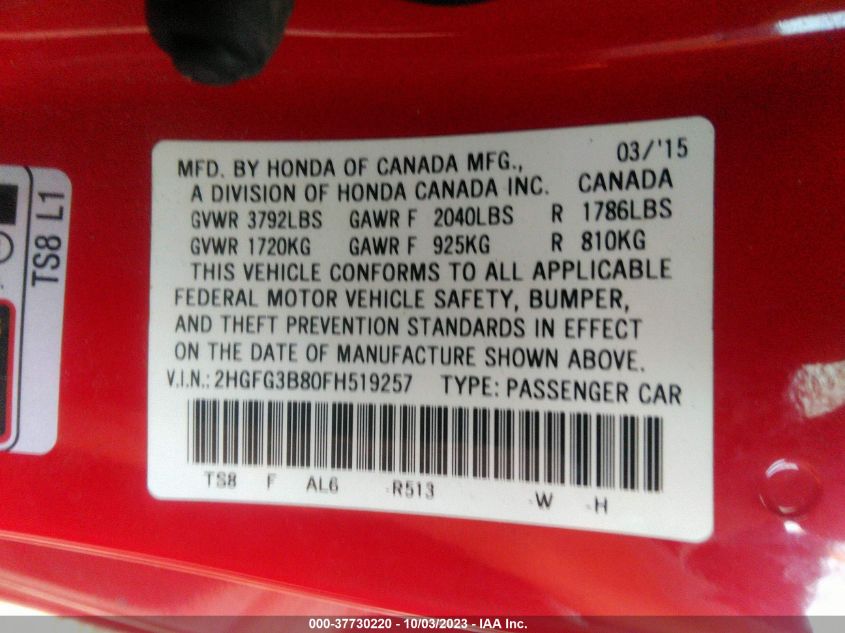 TS8 L1
MFD. BY HONDA OF CANADA MFG., 03/'15
A DIVISION OF HONDA CANADA INC. CANADA
GVWR 3792LBS GAWR F 2040LBS R 1786LBS
GVWR 1720KG GAWR F 925KG R 810KG
THIS VEHICLE CONFORMS TO ALL APPLICABLE
FEDERAL MOTOR VEHICLE SAFETY, BUMPER,
AND THEFT PREVENTION STANDARDS IN EFFECT
ON THE DATE OF MANUFACTURE SHOWN ABOVE.
V.I.N.: 2HGFG3B80FH519257 TYPE: PASSENGER CAR
TS8 F AL6 -R513 -W -H
000-37730220 - 10/03/2023 - IAA Inc.